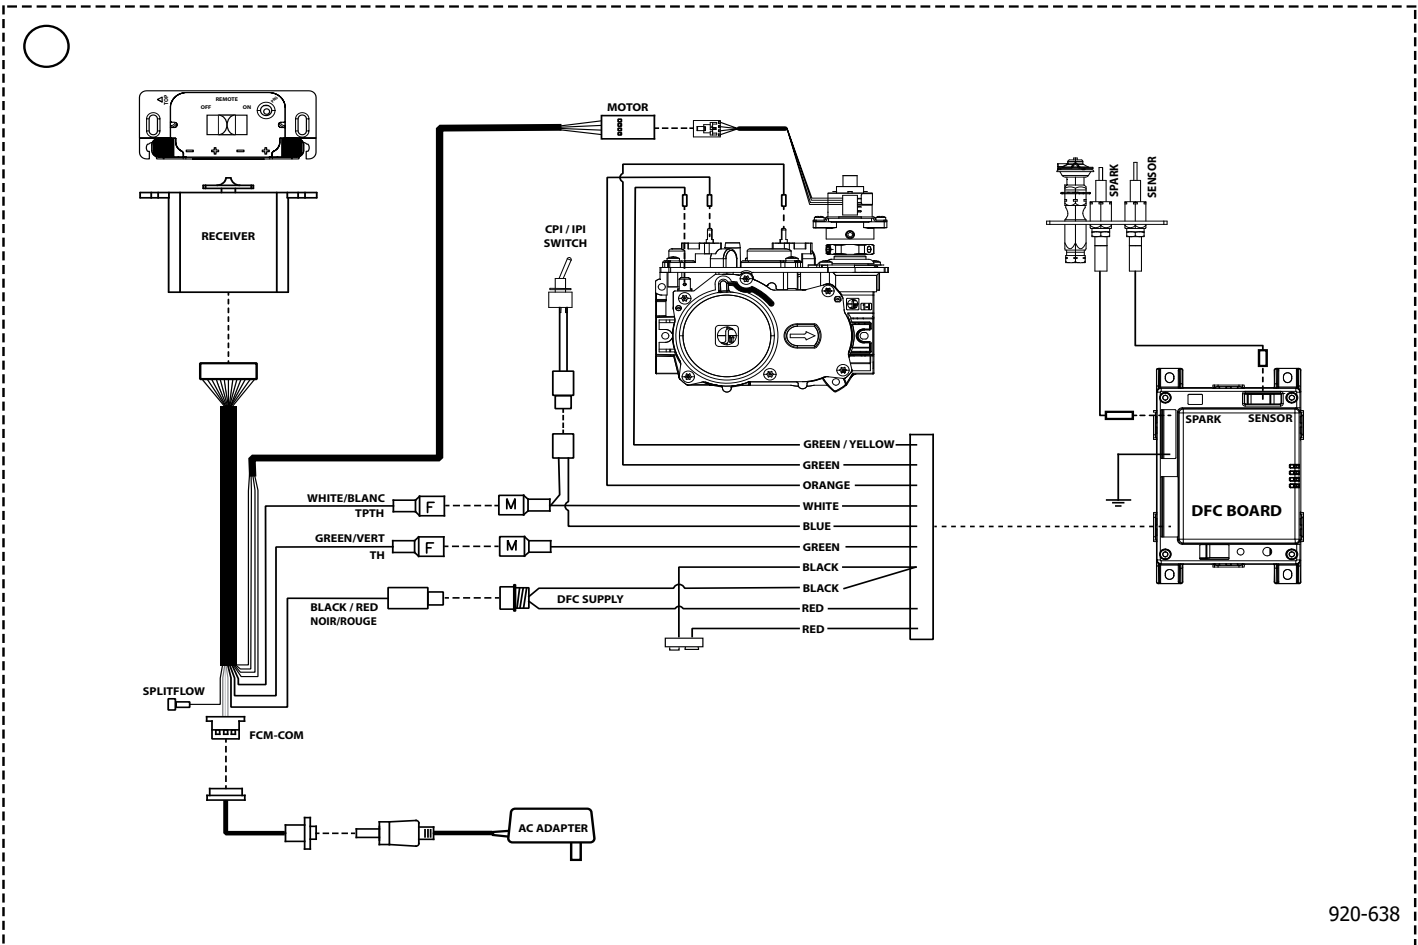 TOP
REMOTE
OFF
ON
- + - +
RECEIVER
MOTOR
CPI / IPI
SWITCH
SPARK
SENSOR
SPARK
SENSOR
DFC BOARD
GREEN / YELLOW
GREEN
ORANGE
WHITE
BLUE
GREEN
BLACK
BLACK
RED
RED
WHITE/BLANC
TPTH
F
M
GREEN/VERT
TH
F
M
BLACK / RED
NOIR/ROUGE
DFC SUPPLY
SPLITFLOW
FCM-COM
AC ADAPTER
920-638